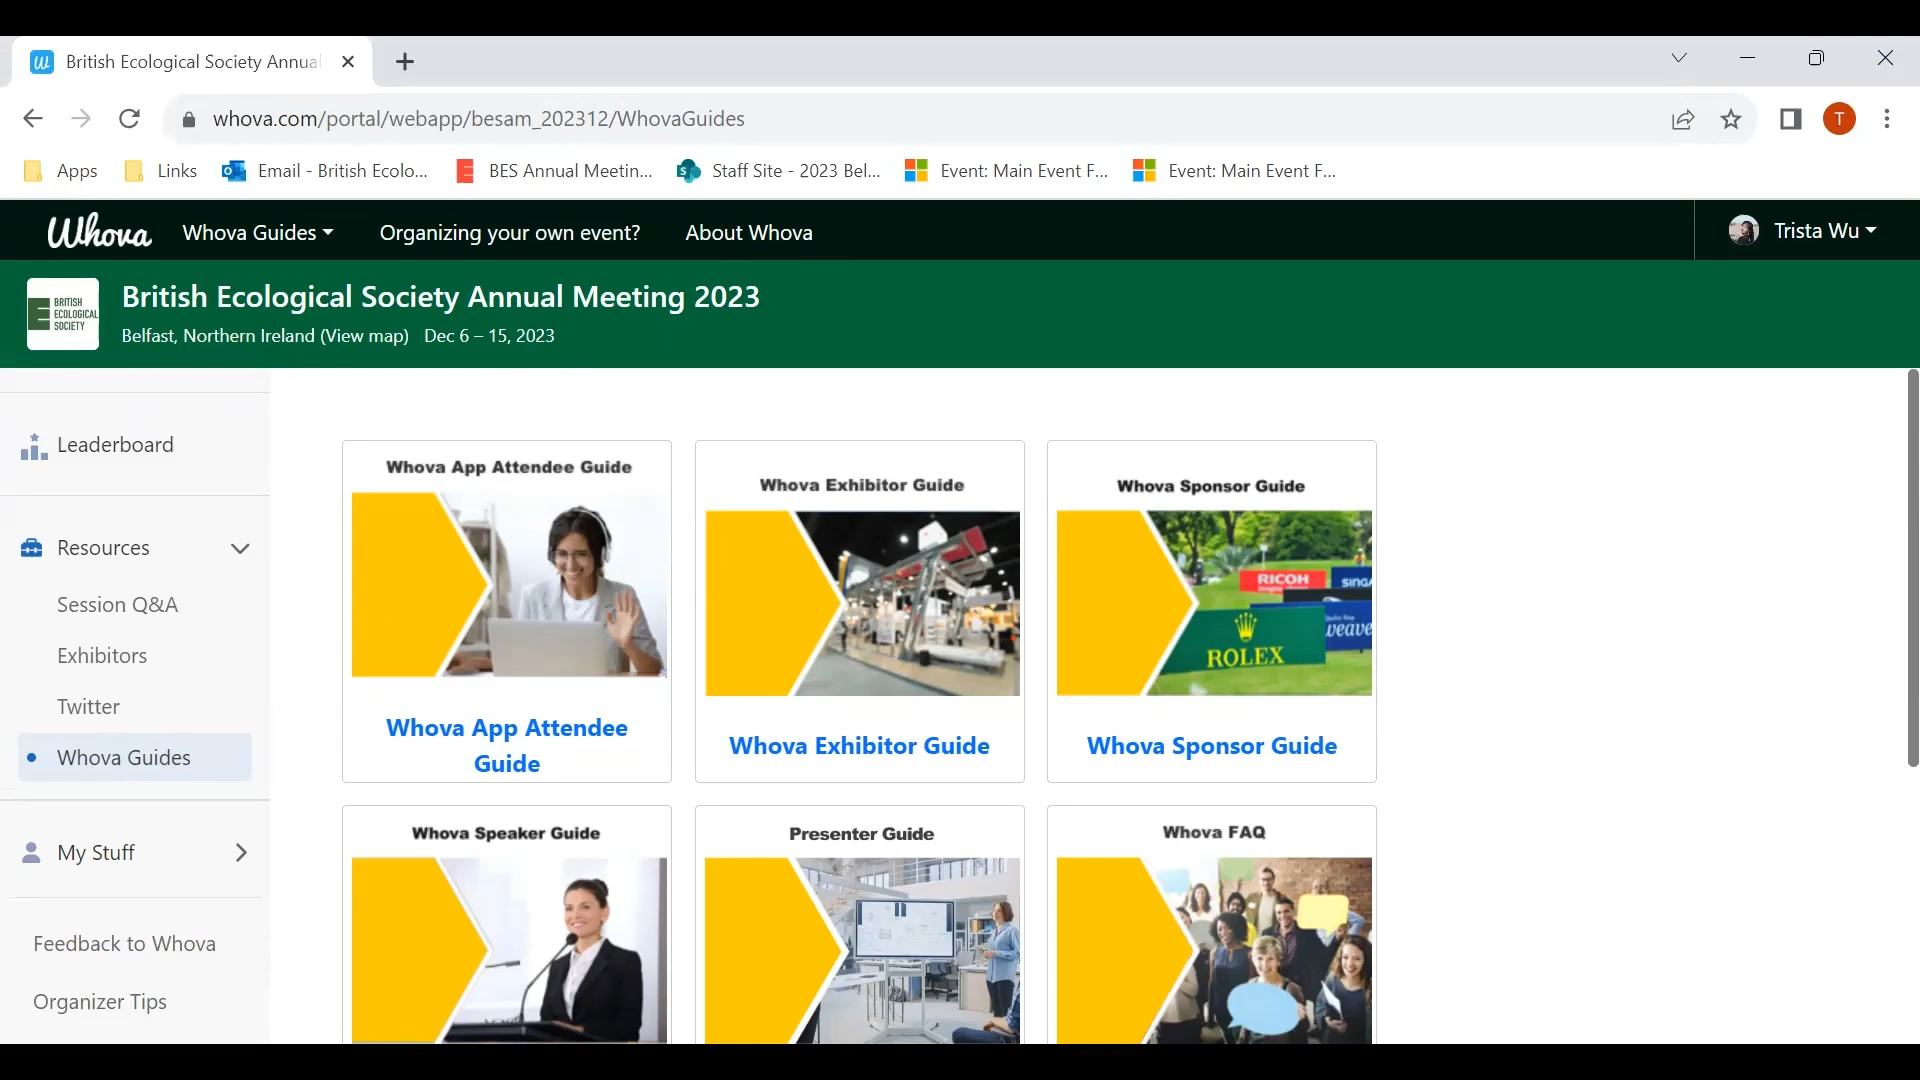 British Ecological Society Annual
whova.com/portal/webapp/besam_202312/WhovaGuides
T
Apps
Links
Email - British Ecolo...
BES Annual Meetin...
Staff Site - 2023 Bel...
Event: Main Event F...
Event: Main Event F...
Whova
Whova Guides
Organizing your own event?
About Whova
Trista Wu
BRITISH
ECOLOGICAL
SOCIETY
British Ecological Society Annual Meeting 2023
Belfast, Northern Ireland (View map) Dec 6 – 15, 2023
Leaderboard
Resources
Session Q&A
Exhibitors
Twitter
Whova Guides
My Stuff
Feedback to Whova
Organizer Tips
Whova App Attendee Guide
Whova App Attendee
Guide
Whova Exhibitor Guide
Whova Exhibitor Guide
Whova Sponsor Guide
RICOH
SINGA
weave
ROLEX
Whova Sponsor Guide
Whova Speaker Guide
Presenter Guide
Whova FAQ